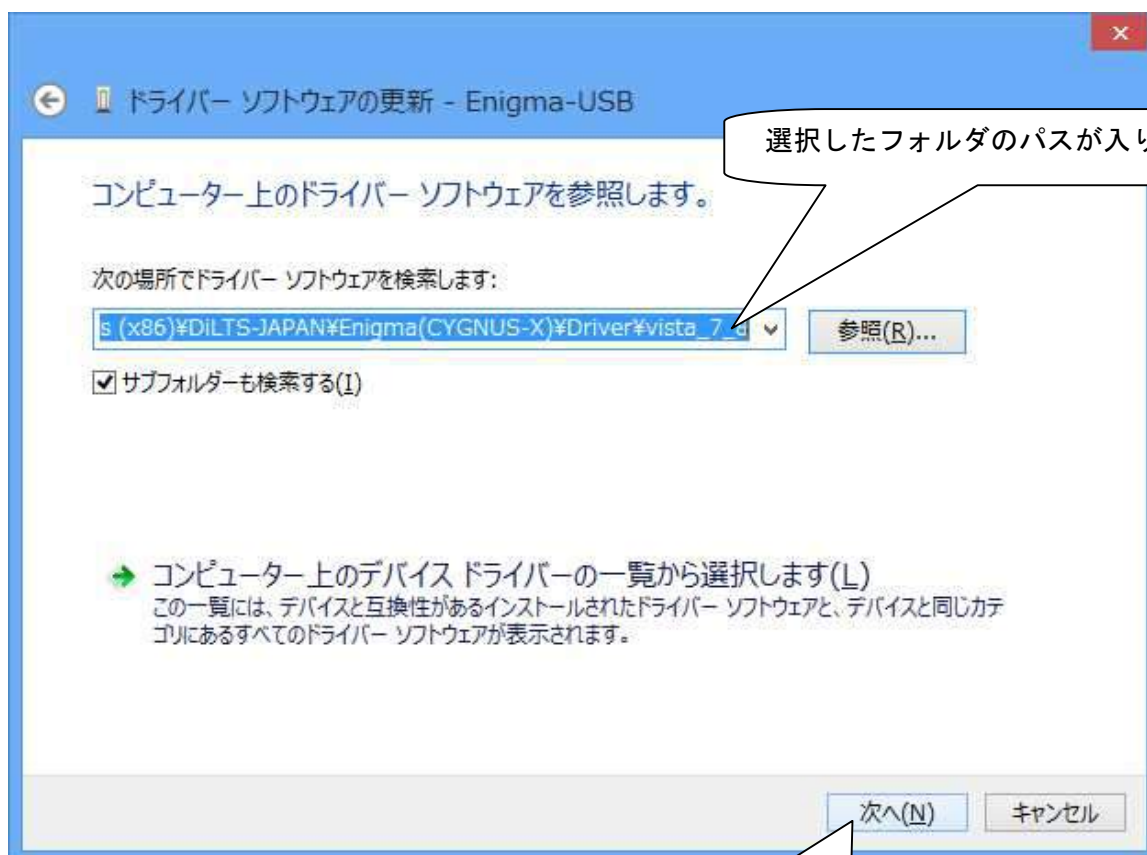 ドライバー ソフトウェアの更新 - Enigma-USB
選択したフォルダのパスが入り
コンピューター上のドライバー ソフトウェアを参照します。
次の場所でドライバー ソフトウェアを検索します:
s (x86)¥DiLTS-JAPAN¥Enigma(CYGNUS-X)¥Driver¥vista_7_8
参照(R)...
サブフォルダーも検索する(I)
コンピューター上のデバイス ドライバーの一覧から選択します(L)
この一覧には、デバイスと互換性があるインストールされたドライバー ソフトウェアと、デバイスと同じカテ
ゴリにあるすべてのドライバー ソフトウェアが表示されます。
次へ(N)
キャンセル